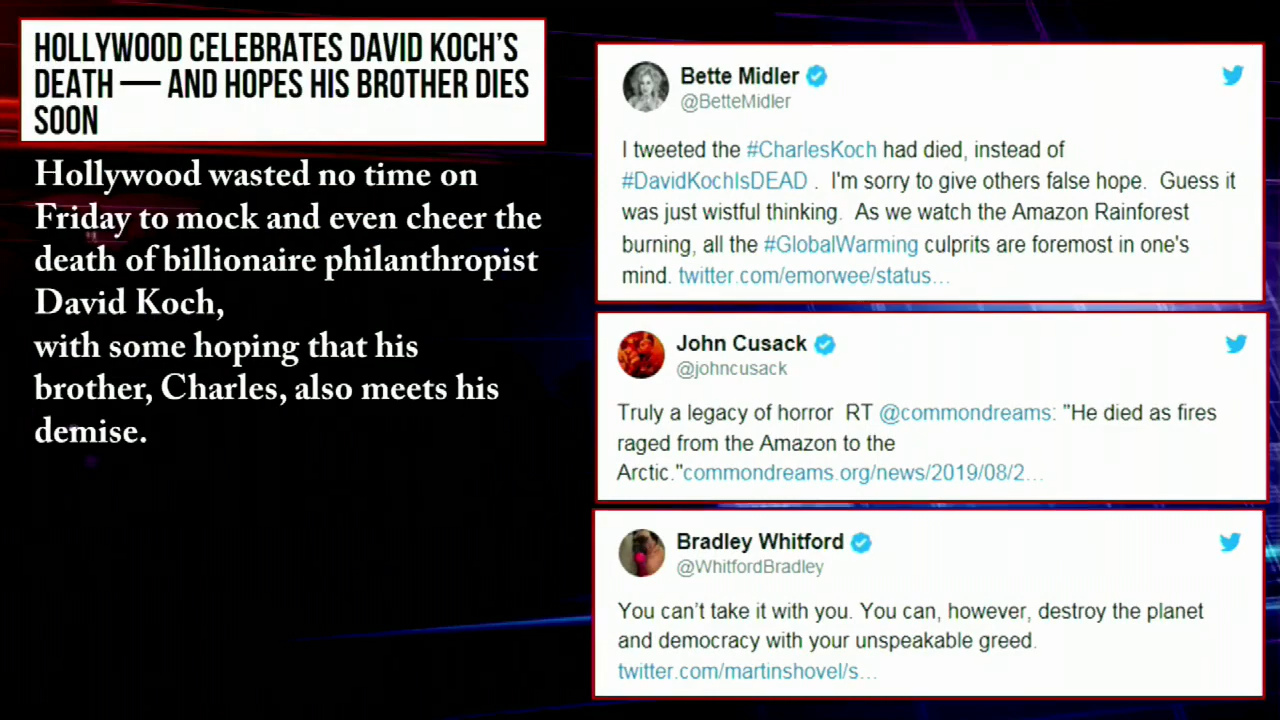 HOLLYWOOD CELEBRATES DAVID KOCH'S
DEATH — AND HOPES HIS BROTHER DIES
SOON
Hollywood wasted no time on
Friday to mock and even cheer the
death of billionaire philanthropist
David Koch,
with some hoping that his
brother, Charles, also meets his
demise.
Bette Midler
@BetteMidler
I tweeted the #CharlesKoch had died, instead of
#DavidKochIsDEAD . I'm sorry to give others false hope. Guess it
was just wistful thinking. As we watch the Amazon Rainforest
burning, all the #GlobalWarming culprits are foremost in one's
mind. twitter.com/emorwee/status…
John Cusack
@johncusack
Truly a legacy of horror RT @commondreams: "He died as fires
raged from the Amazon to the
Arctic."commondreams.org/news/2019/08/2…
Bradley Whitford
@WhitfordBradley
You can't take it with you. You can, however, destroy the planet
and democracy with your unspeakable greed.
twitter.com/martinshovel/s…